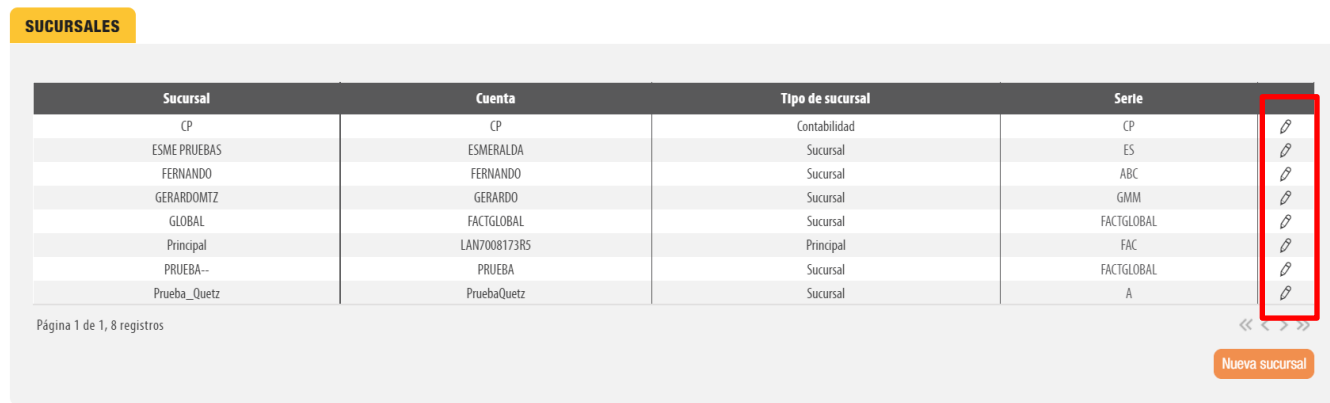 SUCURSALES
Sucursal Cuenta Tipo de sucursal Serie
CP CP Contabilidad CP
ESME PRUEBAS ESMERALDA Sucursal ES
FERNANDO FERNANDO Sucursal ABC
GERARDOMTZ GERARDO Sucursal GMM
GLOBAL FACTGLOBAL Sucursal FACTGLOBAL
Principal LAN7008173R5 Principal FAC
PRUEBA-- PRUEBA Sucursal FACTGLOBAL
Prueba_Quetz PruebaQuetz Sucursal A
Página 1 de 1, 8 registros
Nueva sucursal